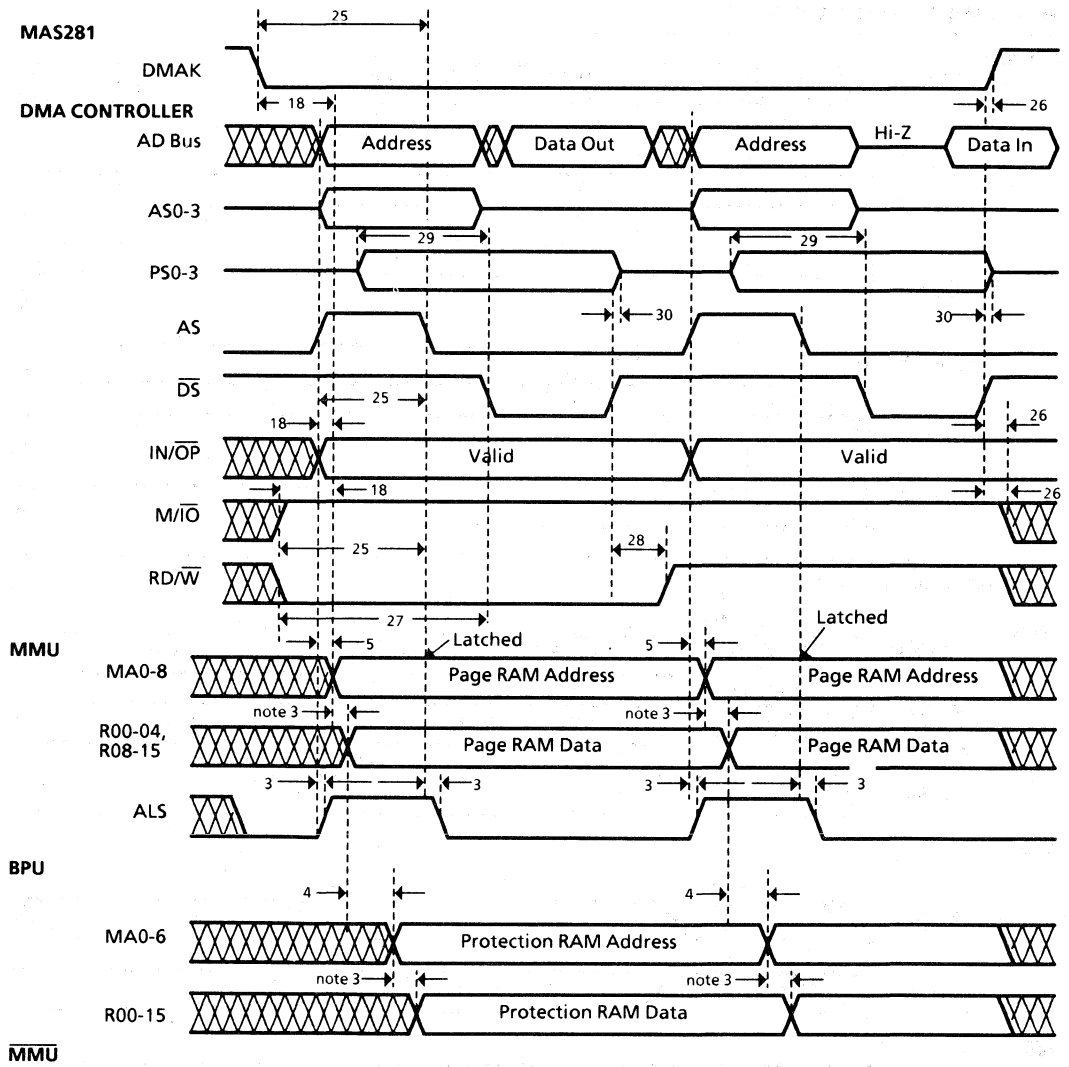 25
MAS281
DMAK
18
26
DMA CONTROLLER
AD Bus
Address
Data Out
Address
Hi-Z
Data In
AS0-3
29
29
PS0-3
30
30
AS
D̅S̅
25
18
26
IN/O̅P̅
Valid
Valid
18
26
M/I̅O̅
25
28
RD/W̅
27
Latched
Latched
5
5
MMU
MA0-8
Page RAM Address
Page RAM Address
note 3
note 3
R00-04,
R08-15
Page RAM Data
Page RAM Data
3
3
3
3
ALS
BPU
4
4
MA0-6
Protection RAM Address
note 3
note 3
R00-15
Protection RAM Data
M̅M̅U̅